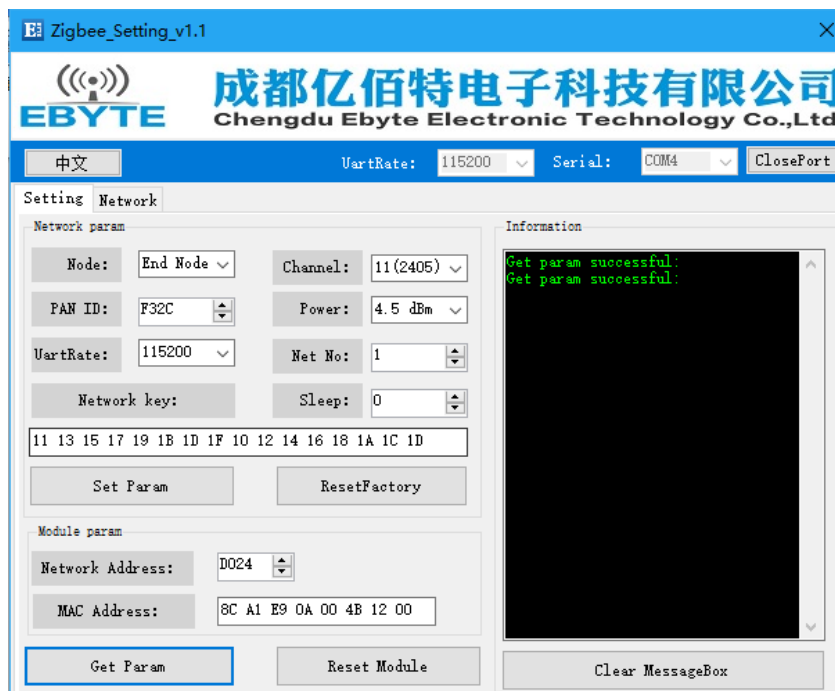 Zigbee_Setting_v1.1
EBYTE
成都亿佰特电子科技有限公司
Chengdu Ebyte Electronic Technology Co.,Ltd
中文
UartRate:
115200
Serial:
COM4
ClosePort
Setting
Network
Network param
Node:
End Node
Channel:
11(2405)
PAN ID:
F32C
Power:
4.5 dBm
UartRate:
115200
Net No:
1
Network key:
Sleep:
0
11 13 15 17 19 1B 1D 1F 10 12 14 16 18 1A 1C 1D
Set Param
ResetFactory
Module param
Network Address:
D024
MAC Address:
8C A1 E9 0A 00 4B 12 00
Get Param
Reset Module
Information
Get param successful:
Get param successful:
Clear MessageBox